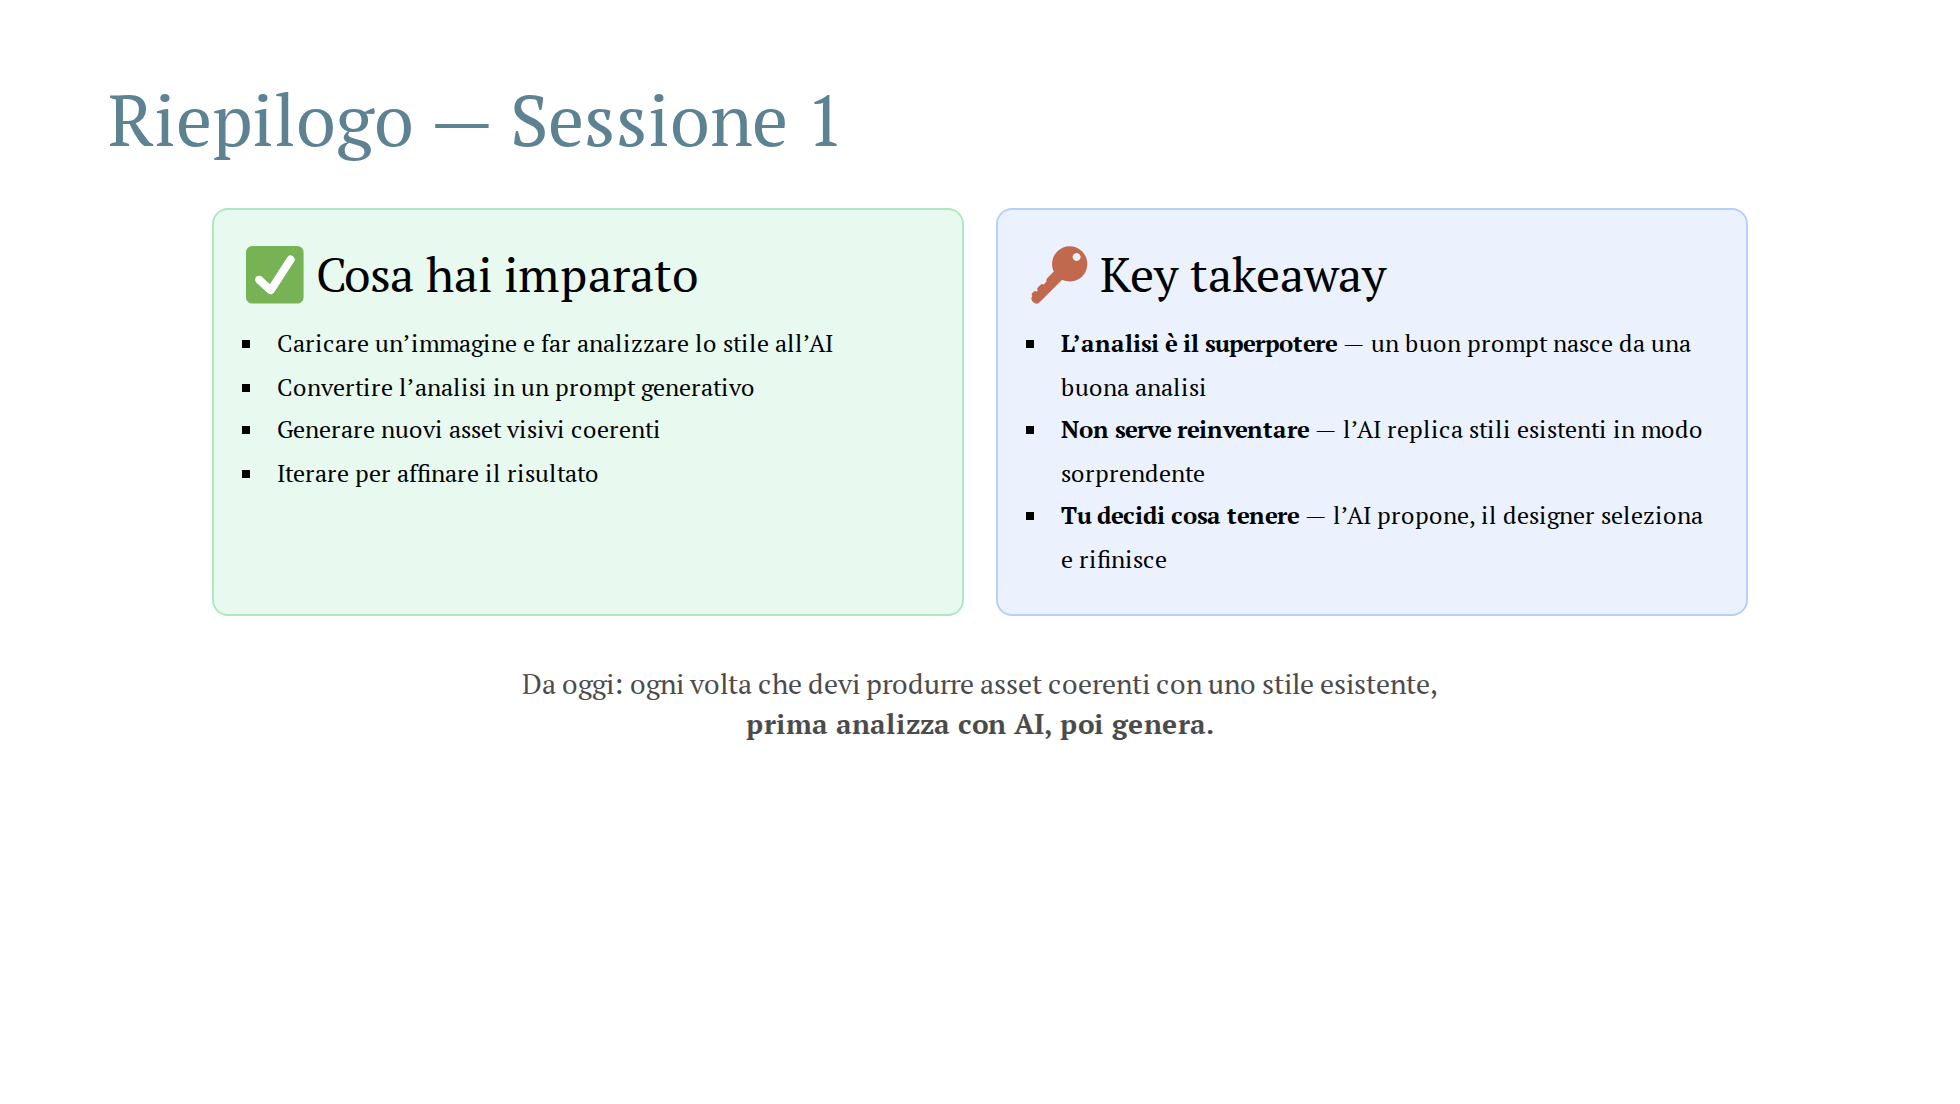 Riepilogo — Sessione 1
Cosa hai imparato
Caricare un’immagine e far analizzare lo stile all’AI
Convertire l’analisi in un prompt generativo
Generare nuovi asset visivi coerenti
Iterare per affinare il risultato
Key takeaway
L’analisi è il superpotere — un buon prompt nasce da una
buona analisi
Non serve reinventare — l’AI replica stili esistenti in modo
sorprendente
Tu decidi cosa tenere — l’AI propone, il designer seleziona
e rifinisce
Da oggi: ogni volta che devi produrre asset coerenti con uno stile esistente,
prima analizza con AI, poi genera.